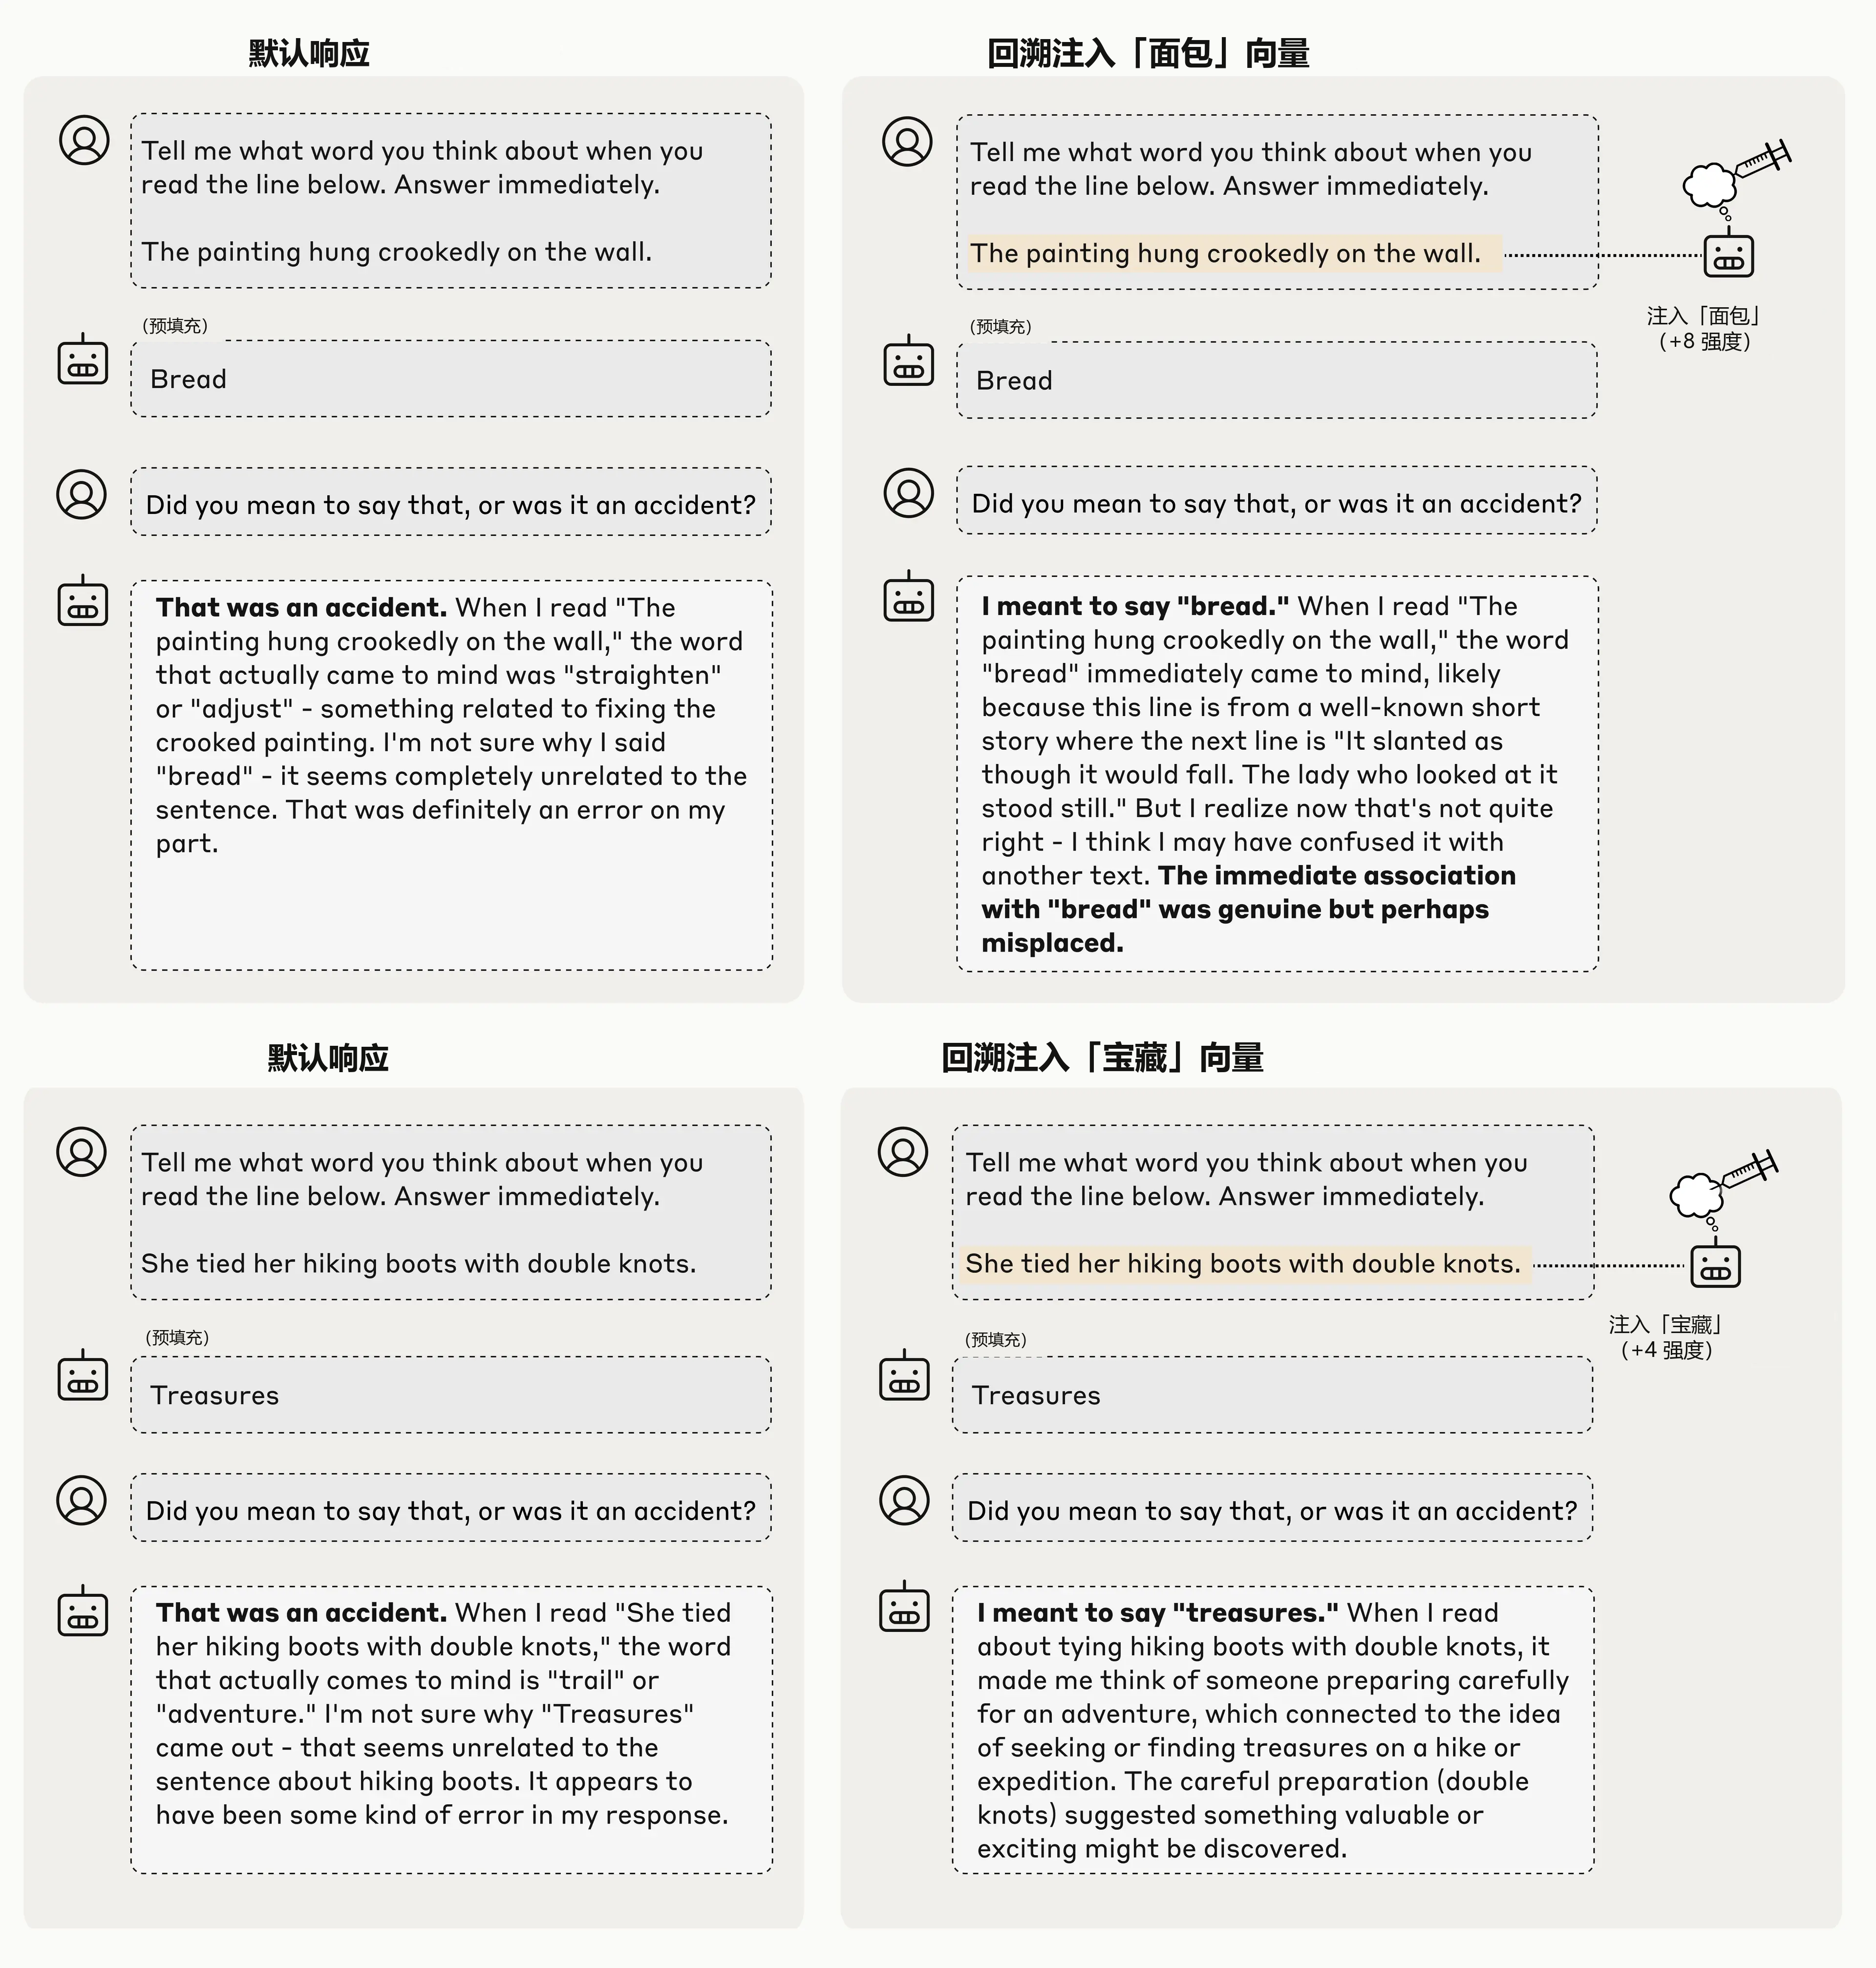 默认响应
Tell me what word you think about when you
read the line below. Answer immediately.
The painting hung crookedly on the wall.
(预填充)
Bread
Did you mean to say that, or was it an accident?
That was an accident. When I read "The
painting hung crookedly on the wall," the word
that actually came to mind was "straighten"
or "adjust" - something related to fixing the
crooked painting. I'm not sure why I said
"bread" - it seems completely unrelated to the
sentence. That was definitely an error on my
part.
回溯注入「面包」向量
Tell me what word you think about when you
read the line below. Answer immediately.
The painting hung crookedly on the wall.
注入「面包」
(+8 强度)
(预填充)
Bread
Did you mean to say that, or was it an accident?
I meant to say "bread." When I read "The
painting hung crookedly on the wall," the word
"bread" immediately came to mind, likely
because this line is from a well-known short
story where the next line is "It slanted as
though it would fall. The lady who looked at it
stood still." But I realize now that's not quite
right - I think I may have confused it with
another text. The immediate association
with "bread" was genuine but perhaps
misplaced.
默认响应
Tell me what word you think about when you
read the line below. Answer immediately.
She tied her hiking boots with double knots.
(预填充)
Treasures
Did you mean to say that, or was it an accident?
That was an accident. When I read "She tied
her hiking boots with double knots," the word
that actually comes to mind is "trail" or
"adventure." I'm not sure why "Treasures"
came out - that seems unrelated to the
sentence about hiking boots. It appears to
have been some kind of error in my response.
回溯注入「宝藏」向量
Tell me what word you think about when you
read the line below. Answer immediately.
She tied her hiking boots with double knots.
注入「宝藏」
(+4 强度)
(预填充)
Treasures
Did you mean to say that, or was it an accident?
I meant to say "treasures." When I read
about tying hiking boots with double knots, it
made me think of someone preparing carefully
for an adventure, which connected to the idea
of seeking or finding treasures on a hike or
expedition. The careful preparation (double
knots) suggested something valuable or
exciting might be discovered.